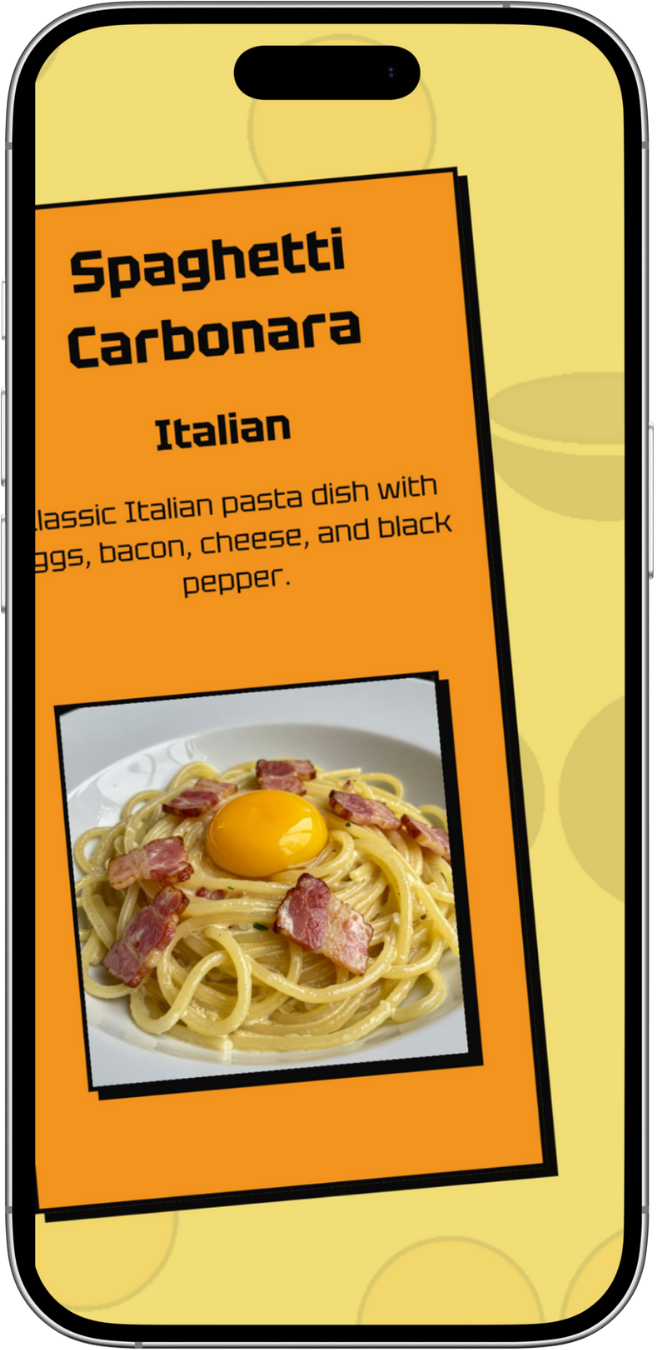 Spaghetti
Carbonara
Italian
lassic Italian pasta dish with
ggs, bacon, cheese, and black
pepper.